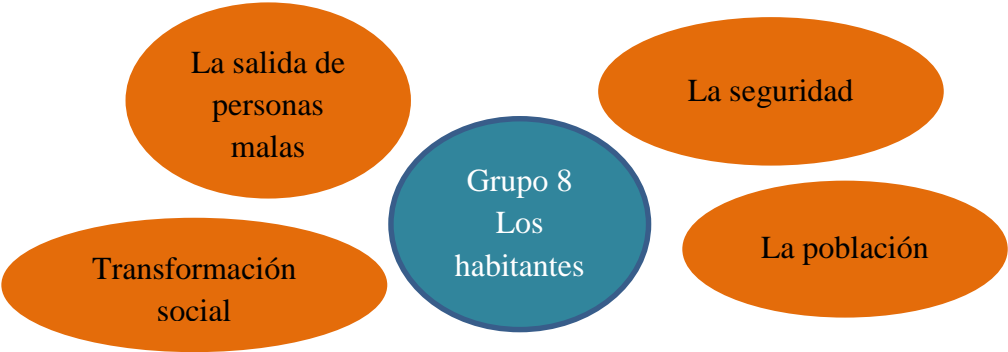 La salida de
personas
malas
La seguridad
Grupo 8
Los
habitantes
La población
Transformación
social